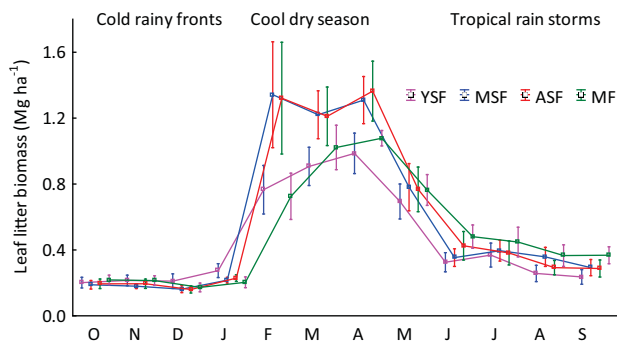 Cold rainy fronts Cool dry season Tropical rain storms
Leaf litter biomass (Mg ha⁻¹)
1.6
1.2
0.8
0.4
0.0
YSF MSF ASF MF
O N D J F M A M J J A S